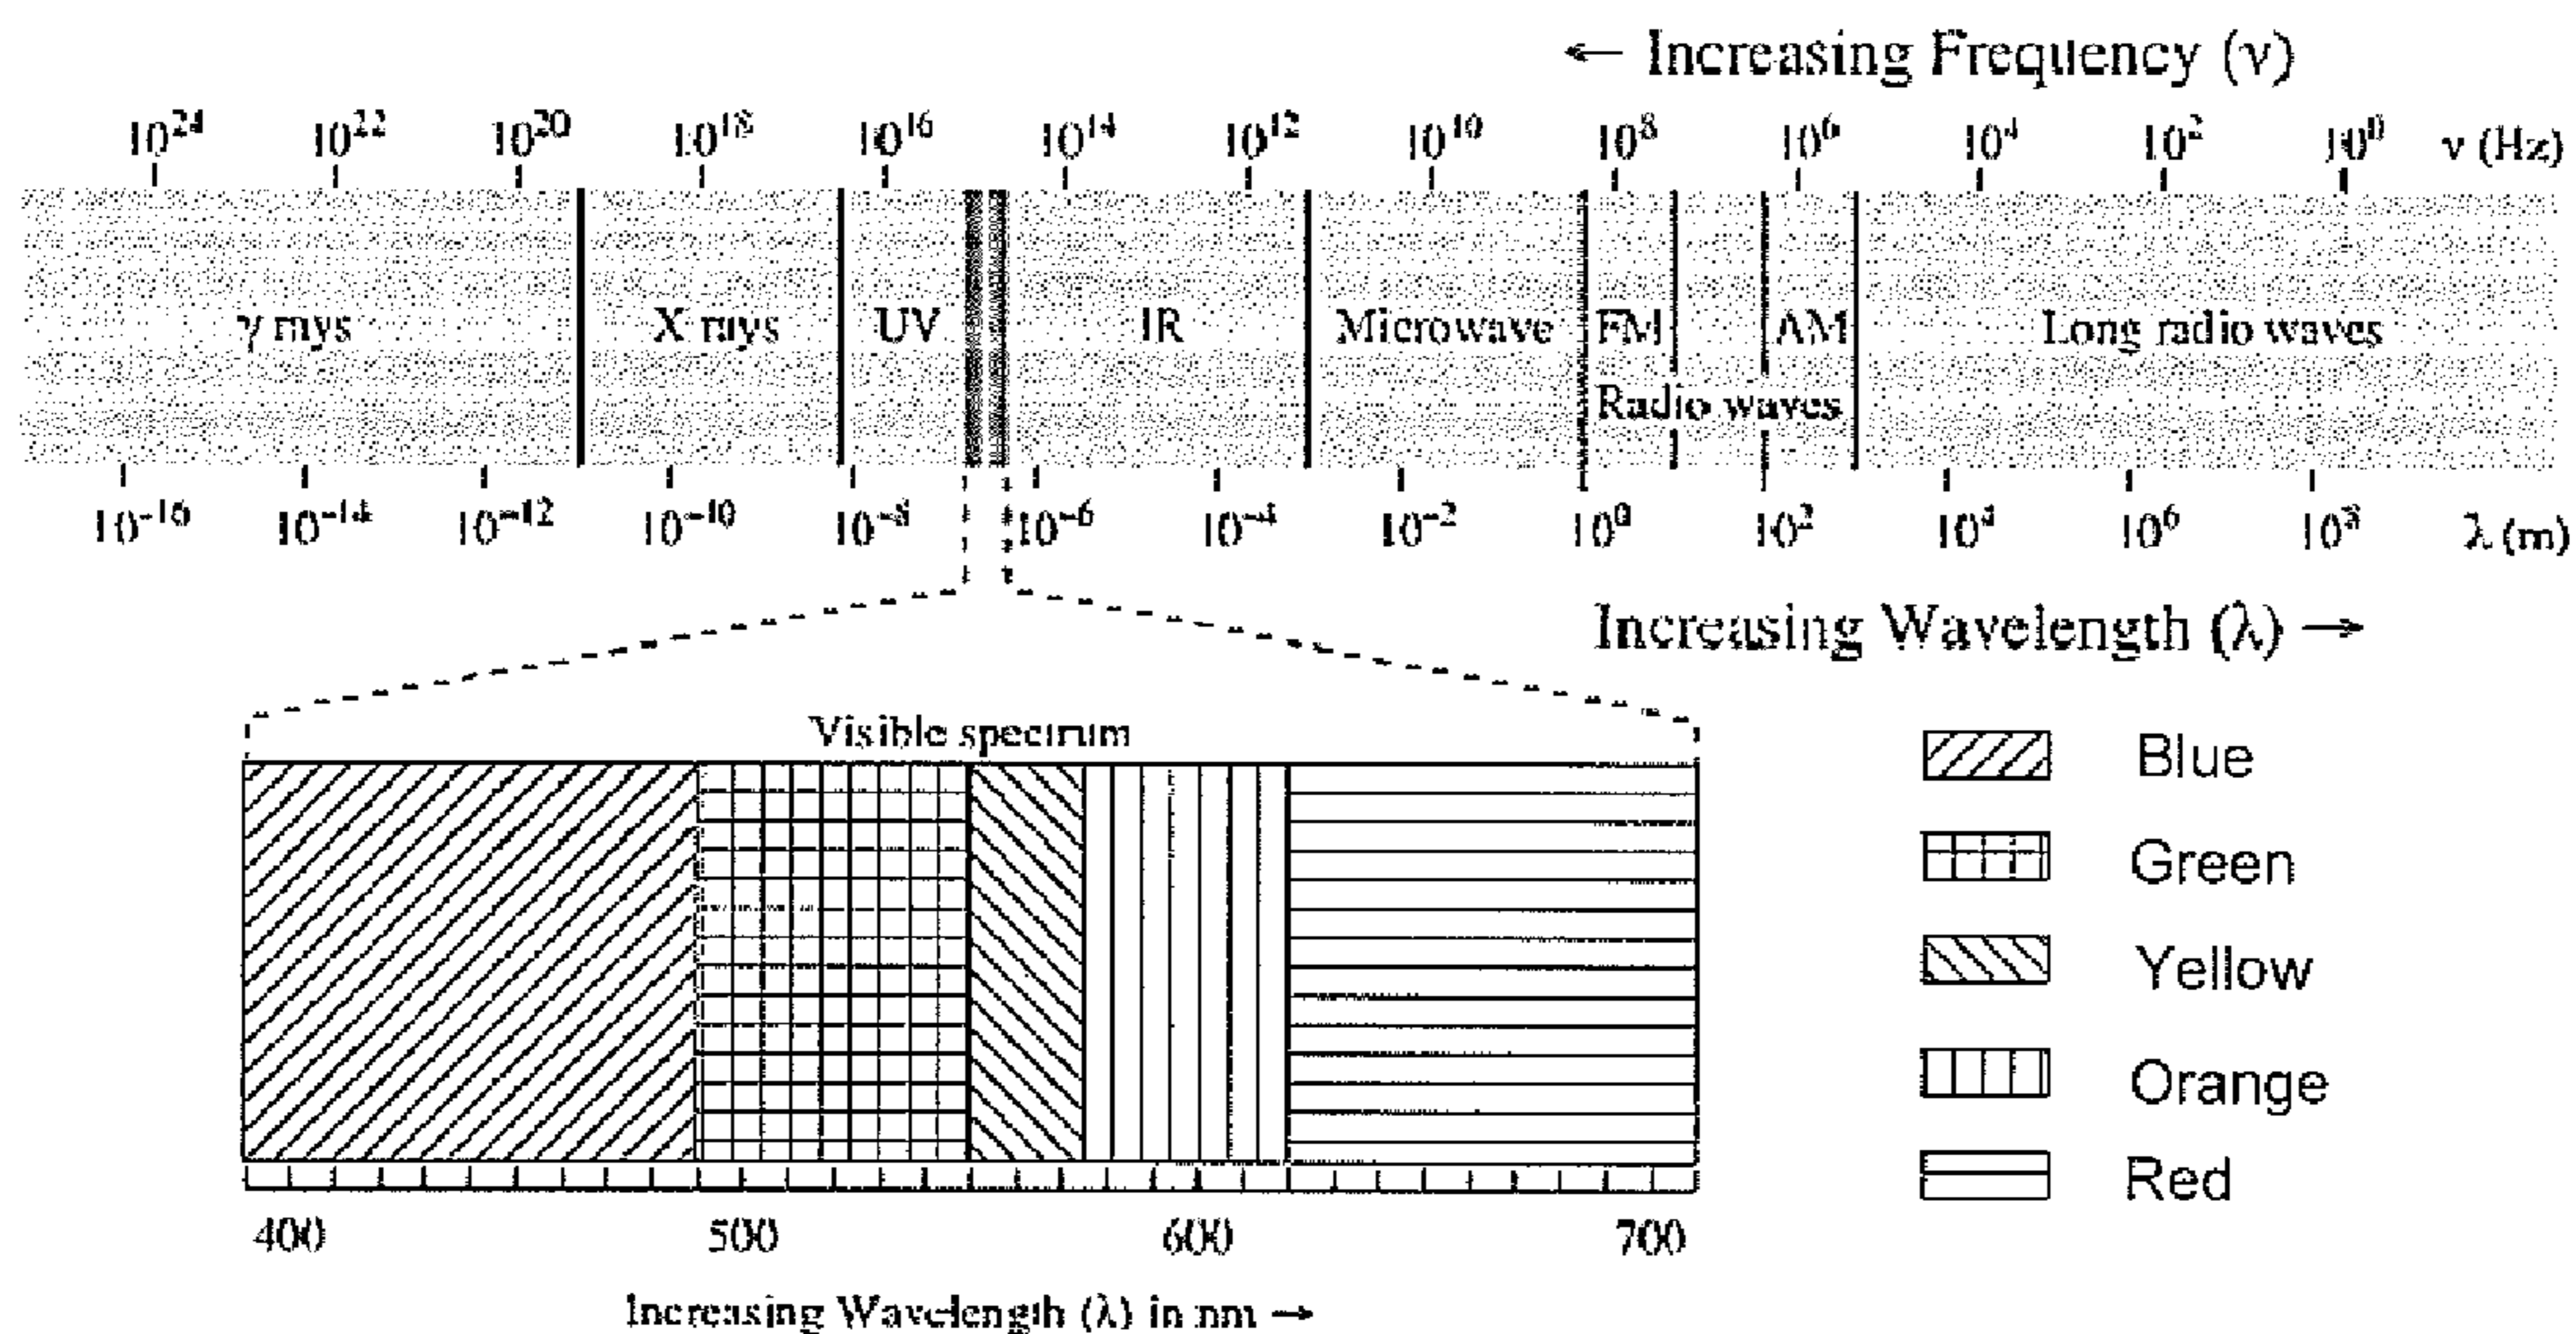 ← Increasing Frequency (ν)
10²⁴ 10²² 10²⁰ 10¹⁸ 10¹⁶ 10¹⁴ 10¹² 10¹⁰ 10⁸ 10⁶ 10⁴ 10² 10⁰ ν (Hz)
γ rays X rays UV IR Microwave FM AM Long radio waves
Radio waves
10⁻¹⁶ 10⁻¹⁴ 10⁻¹² 10⁻¹⁰ 10⁻⁸ 10⁻⁶ 10⁻⁴ 10⁻² 10⁰ 10² 10⁴ 10⁶ 10⁸ λ (m)
Increasing Wavelength (λ) →
Visible spectrum
Blue
Green
Yellow
Orange
Red
400 500 600 700
Increasing Wavelength (λ) in nm →